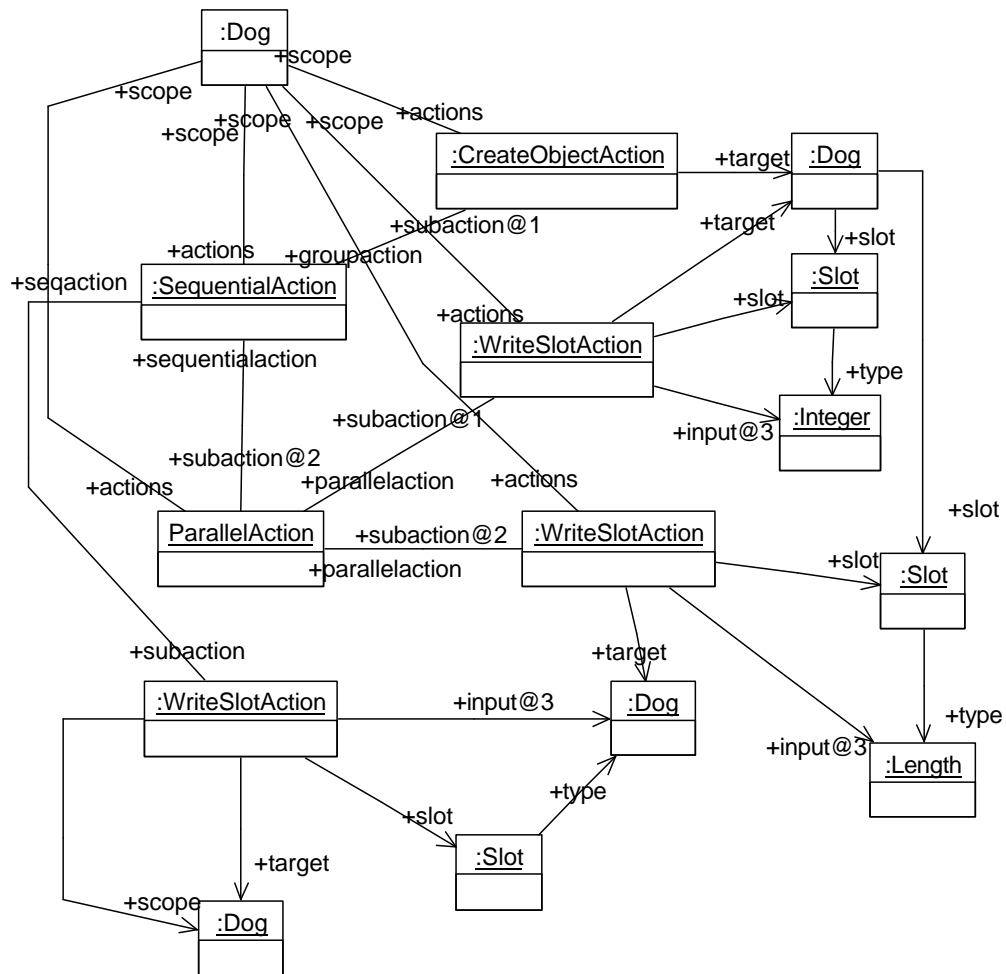 :Dog
+scope
+scope
+scope
+scope
+scope
+actions
:CreateObjectAction
+target
:Dog
+subaction@1
+target
+groupaction
+actions
+slot
+seqaction
:SequentialAction
+slot
:Slot
+actions
:WriteSlotAction
+sequentialaction
+type
:Integer
+subaction@1
+input@3
+subaction@2
+actions
+parallelaction
+actions
+slot
ParallelAction
+subaction@2
:WriteSlotAction
+parallelaction
+slot
:Slot
+subaction
+target
:WriteSlotAction
+input@3
:Dog
+type
+input@3
:Length
+type
+slot
:Slot
+target
+scope
:Dog